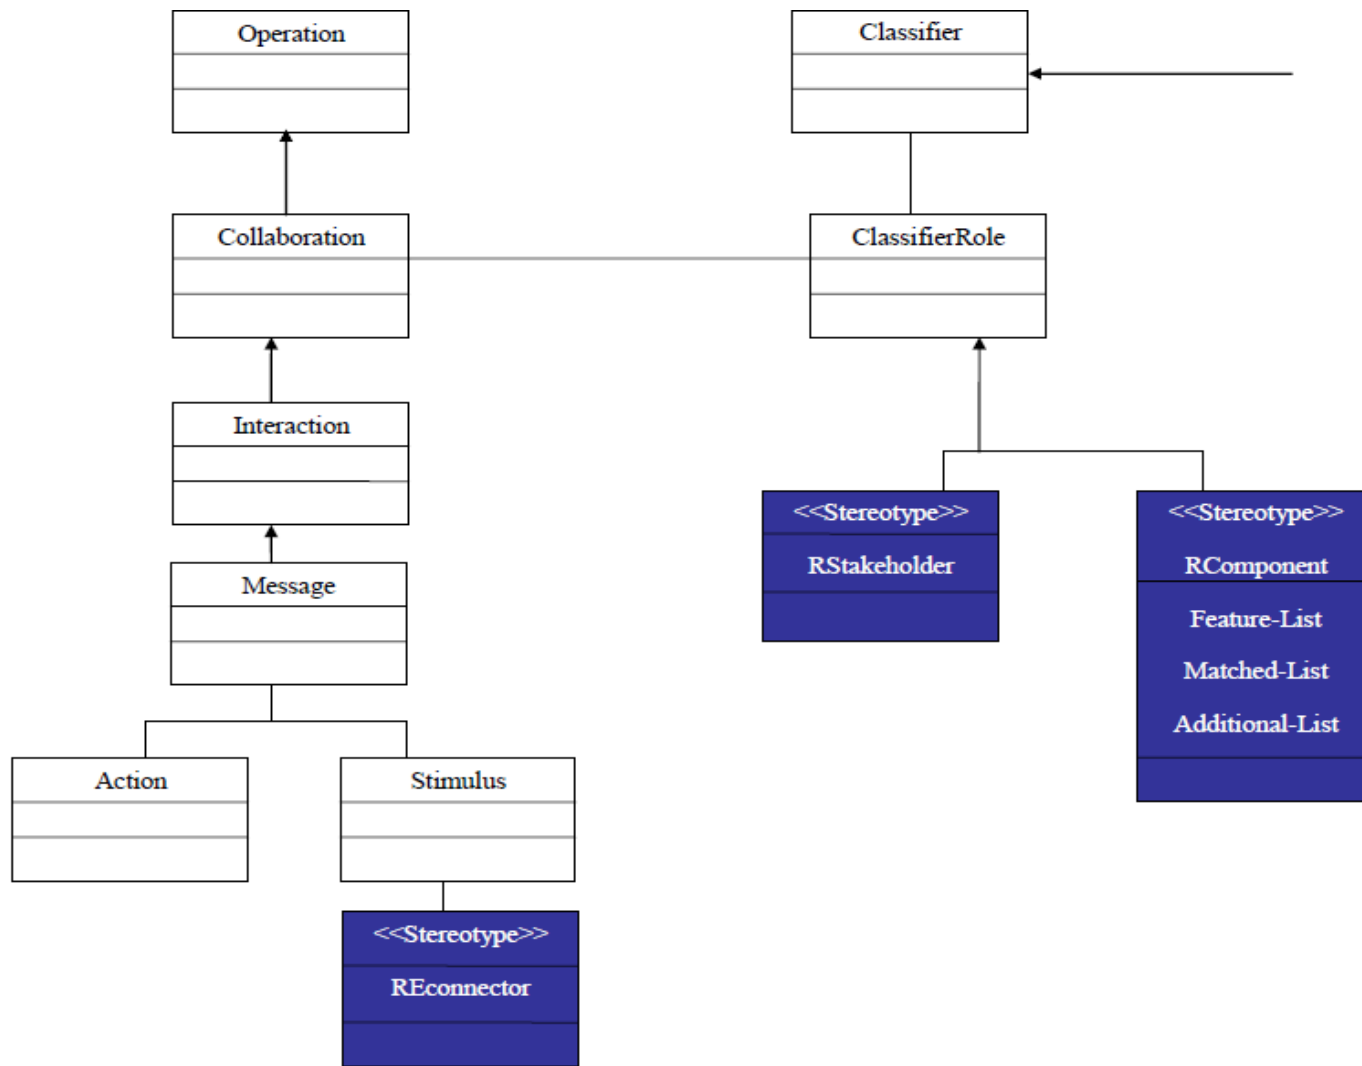 Operation
Classifier
Collaboration
ClassifierRole
Interaction
<<Stereotype>>
RStakeholder
<<Stereotype>>
RComponent
Feature-List
Matched-List
Additional-List
Message
Action
Stimulus
<<Stereotype>>
REconnector